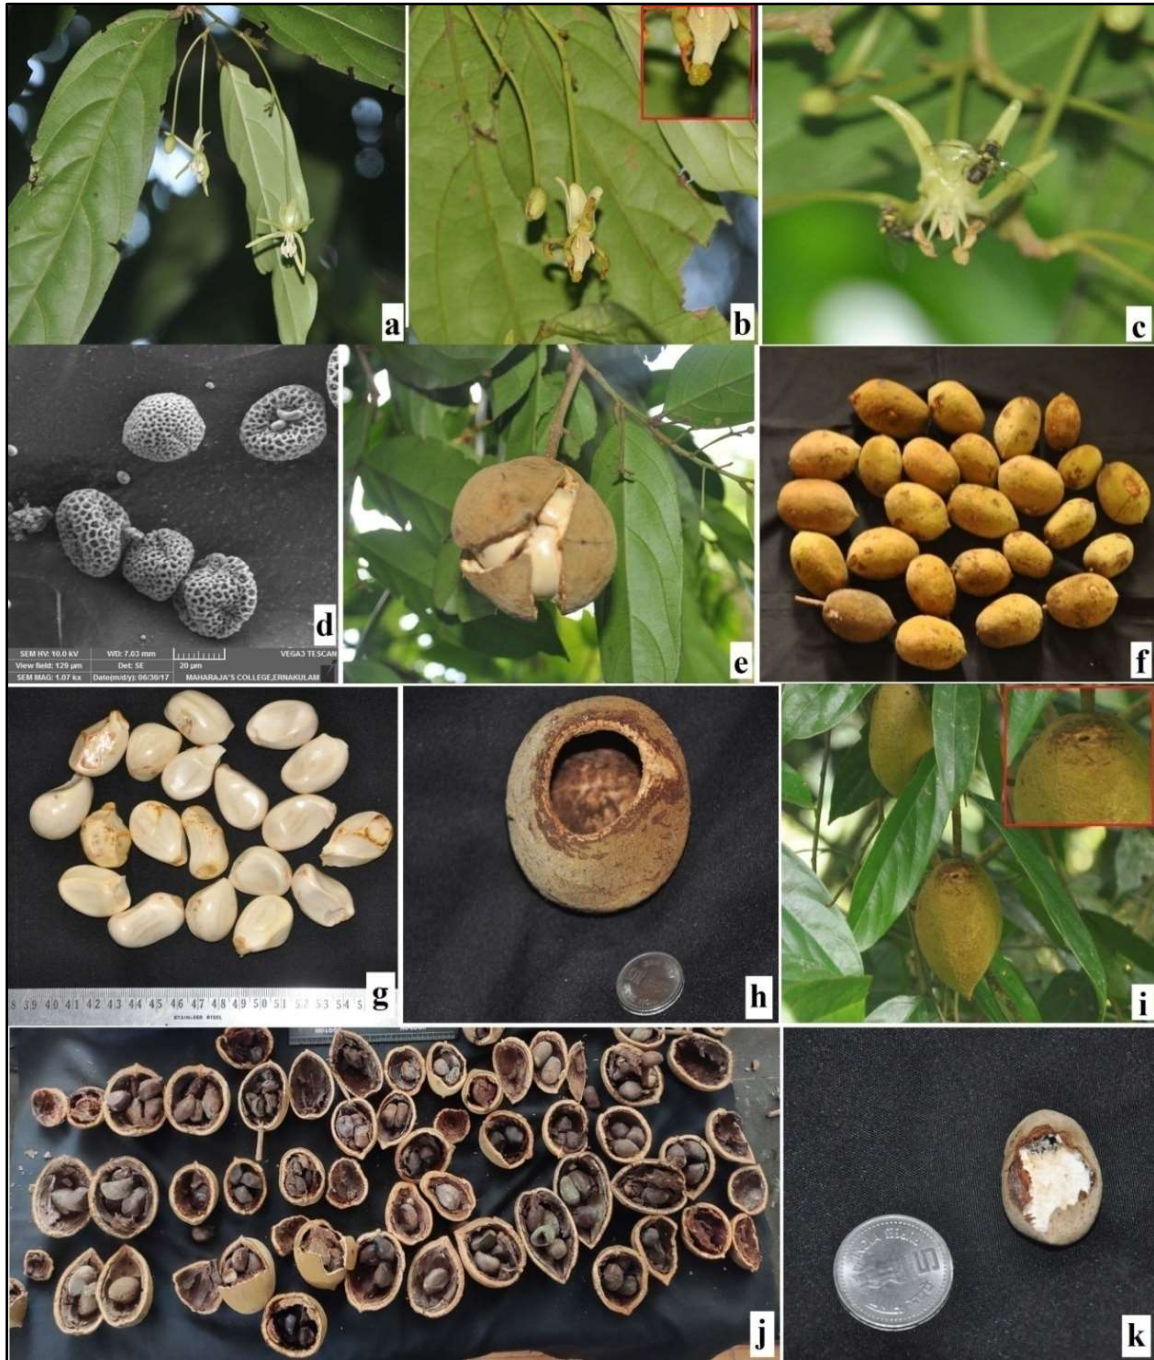 a
b
c
d
SEM HV: 10.0 kV WD: 7.03 mm VEGA3 TESCAN
View field: 129 µm Det: SE 20 µm
SEM MAG: 1.07 kx Date(m/d/y): 06/30/17 MAHARAJA'S COLLEGE,ERNAKULAM
e
f
g
39 40 41 42 43 44 45 46 47 48 49 50 51 52 53 54
STAINLESS STEEL
h
i
j
k
5